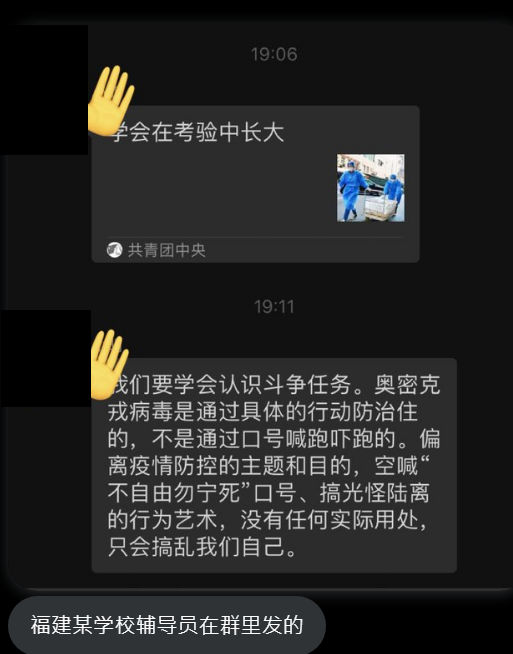 19:06
学会在考验中长大
共青团中央
19:11
我们要学会认识斗争任务。奥密克
戎病毒是通过具体的行动防治住
的，不是通过口号喊跑吓跑的。偏
离疫情防控的主题和目的，空喊“
不自由勿宁死”口号、搞光怪陆离
的行为艺术，没有任何实际用处，
只会搞乱我们自己。
福建某学校辅导员在群里发的